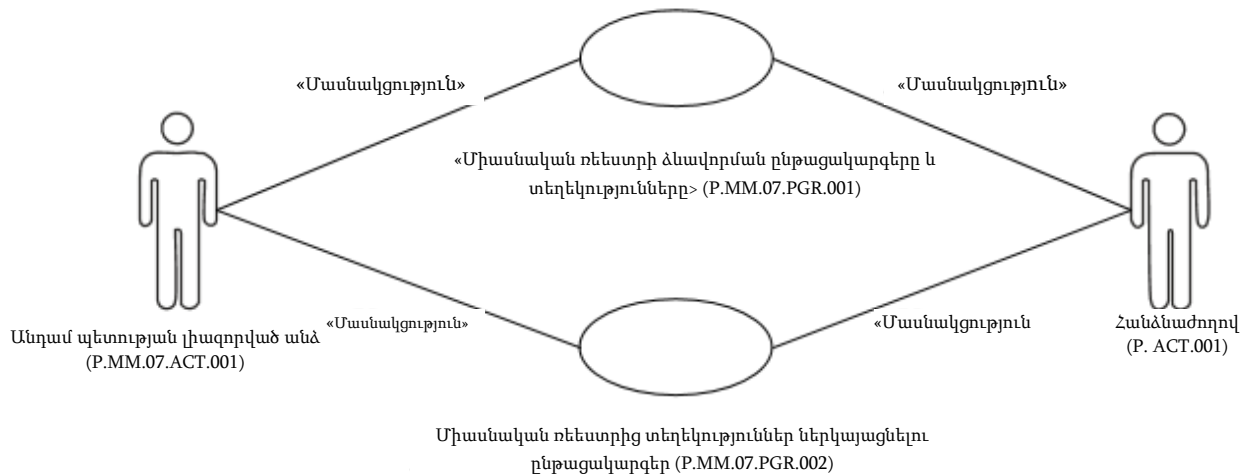 «Մասնակցություն»
«Մասնակցություն»
«Միասնական ռեեստրի ձևավորման ընթացակարգերը և
տեղեկությունները> (P.MM.07.PGR.001)
«Մասնակցություն»
«Մասնակցություն
Անդամ պետության լիազորված անձ
(P.MM.07.ACT.001)
Հանձնաժողով
(P. ACT.001)
Միասնական ռեեստրից տեղեկություններ ներկայացնելու
ընթացակարգեր (P.MM.07.PGR.002)